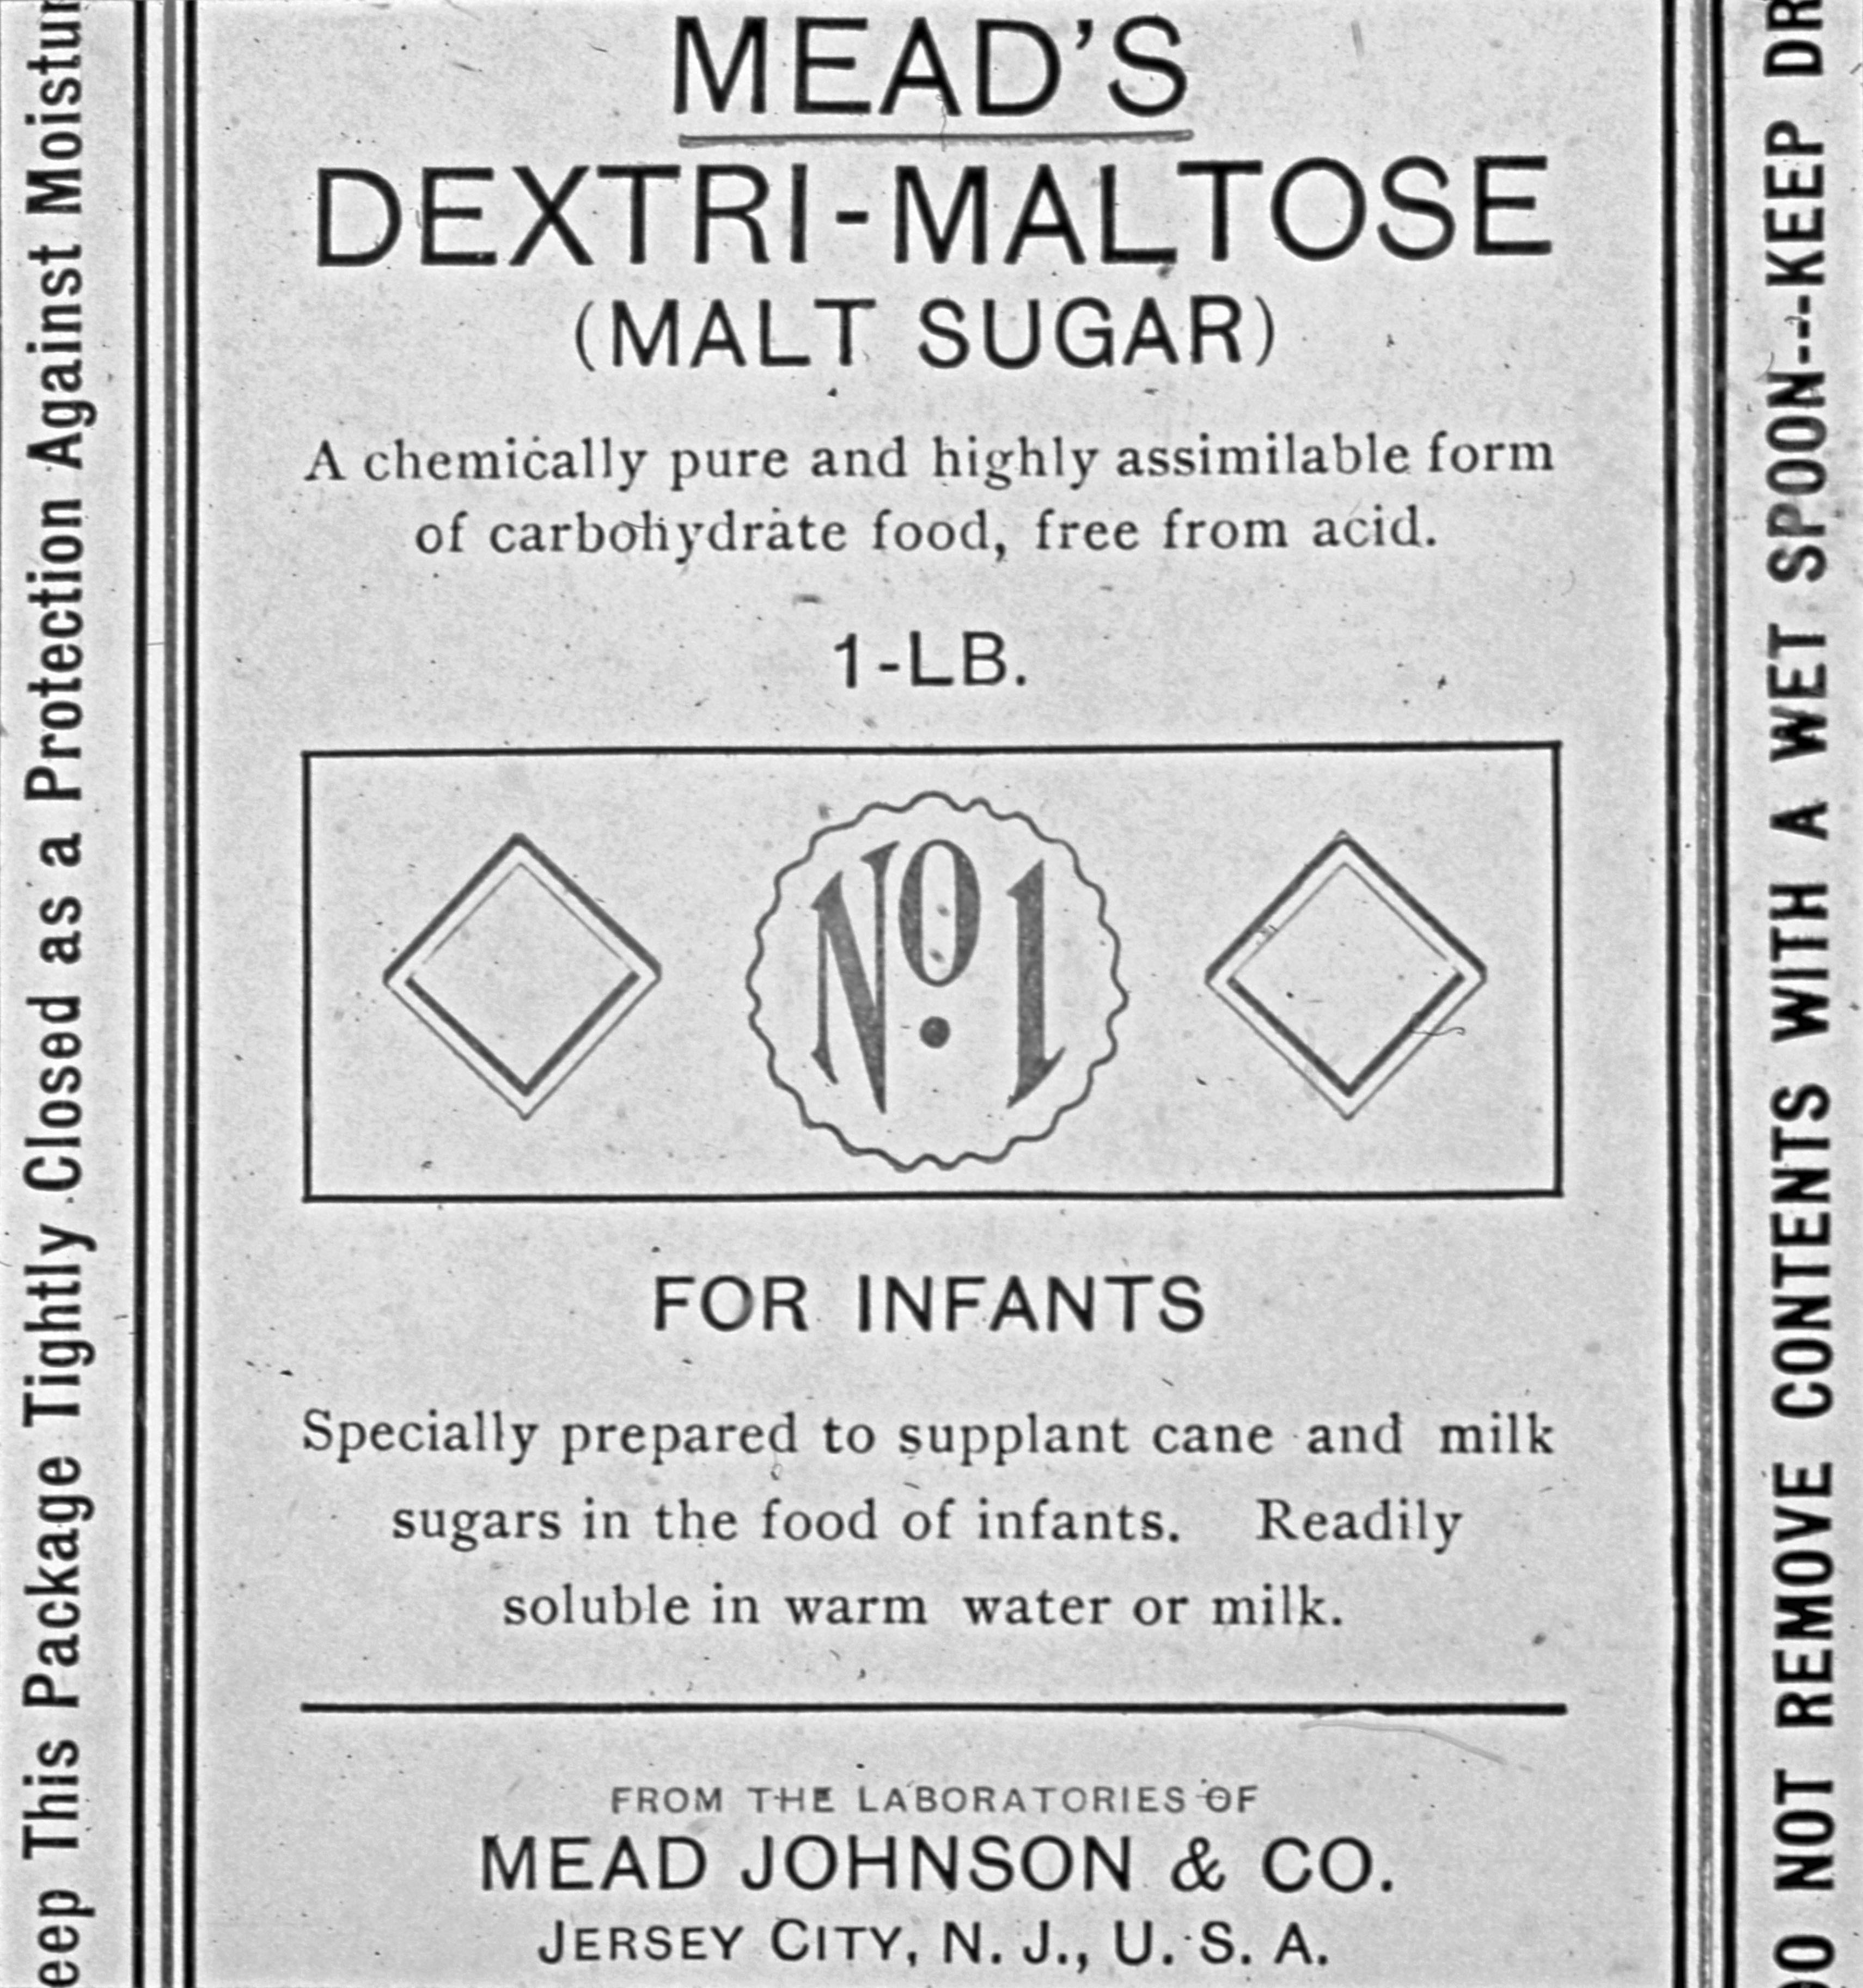 MEAD'S
DEXTRI-MALTOSE
(MALT SUGAR)
A chemically pure and highly assimilable form
of carbohydrate food, free from acid.
1-LB.
No. 1
FOR INFANTS
Specially prepared to supplant cane and milk
sugars in the food of infants. Readily
soluble in warm water or milk.
FROM THE LABORATORIES OF
MEAD JOHNSON & CO.
JERSEY CITY, N. J., U. S. A.
eep This Package Tightly Closed as a Protection Against Moistur
O NOT REMOVE CONTENTS WITH A WET SPOON---KEEP DR